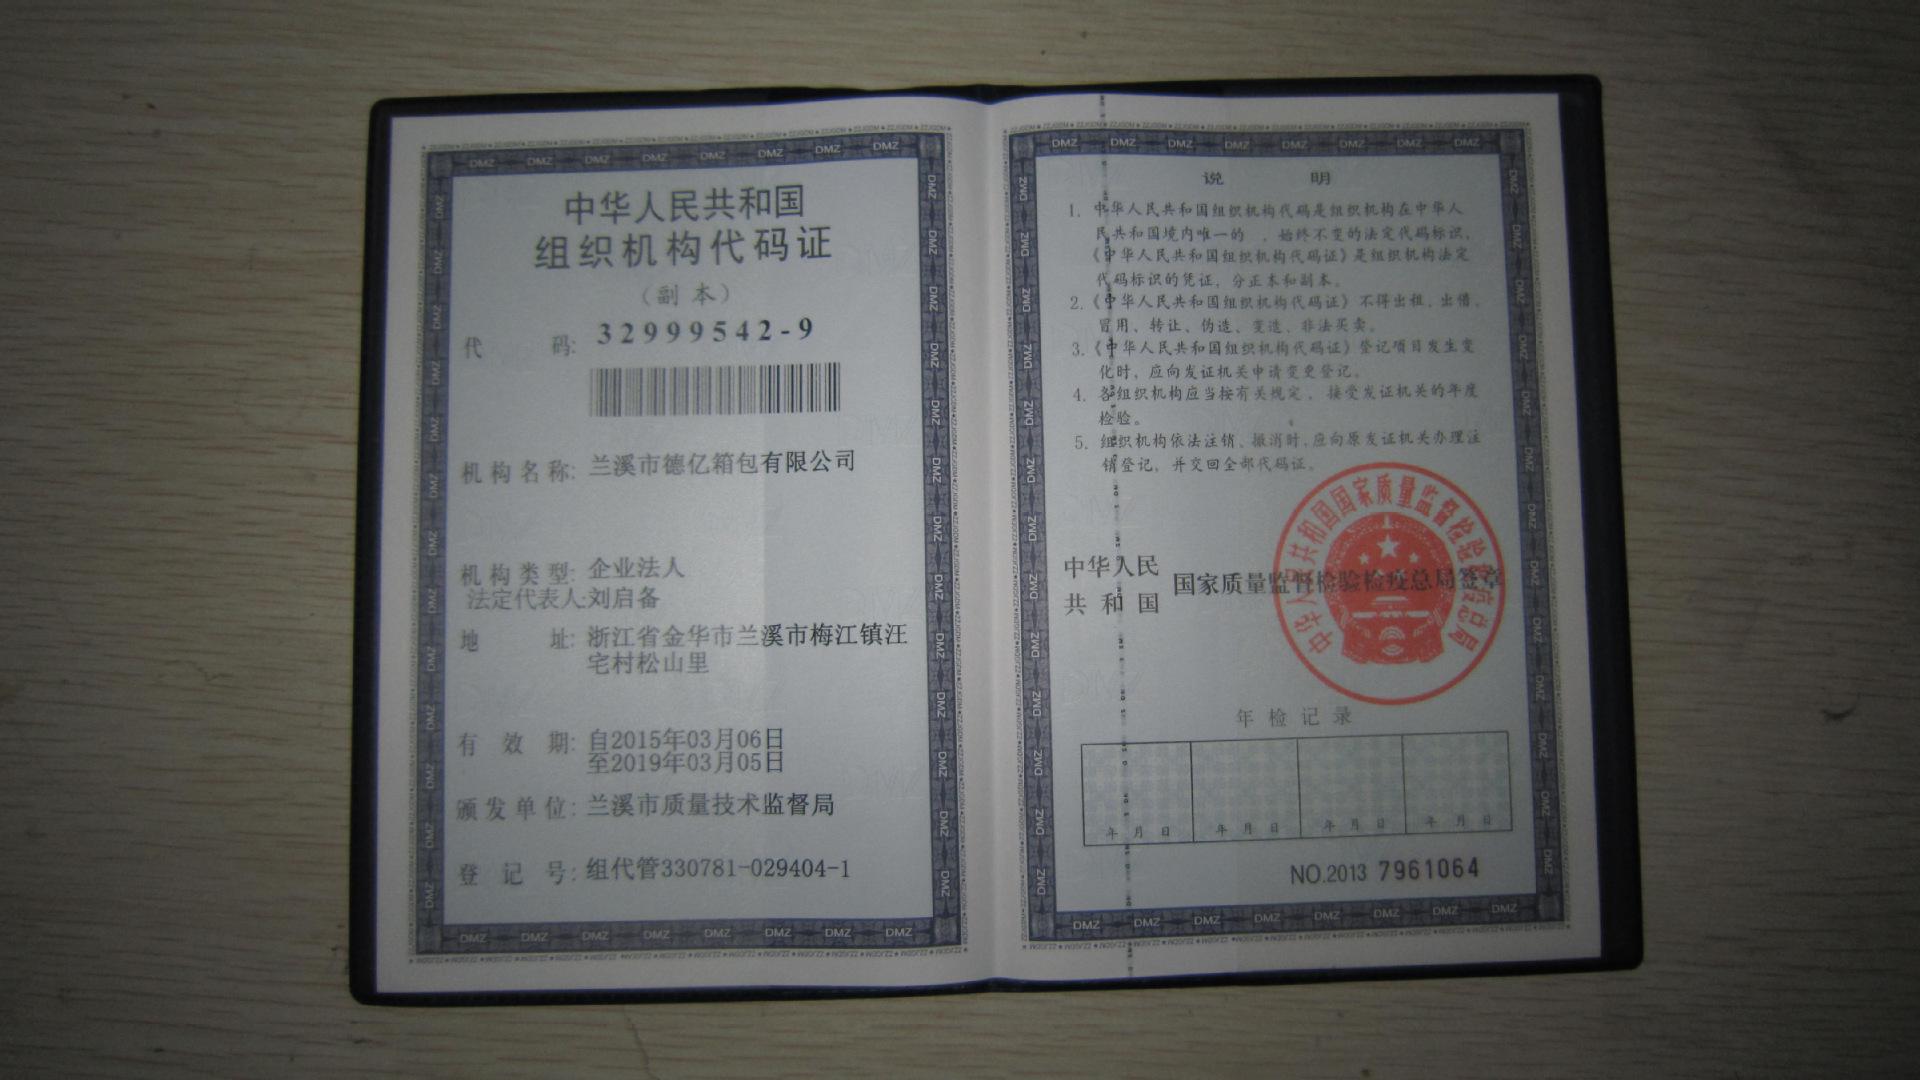 中华人民共和国
组织机构代码证
（副本）
代 码: 32999542-9
机构名称: 兰溪市德亿箱包有限公司
机构类型: 企业法人
法定代表人:刘启备
地 址: 浙江省金华市兰溪市梅江镇汪
宅村松山里
有 效 期: 自2015年03月06日
至2019年03月05日
颁发单位: 兰溪市质量技术监督局
登 记 号: 组代管330781-029404-1
说 明
1. 中华人民共和国组织机构代码是组织机构在中华人
民共和国境内唯一的 ，始终不变的法定代码标识，
《中华人民共和国组织机构代码证》是组织机构法定
代码标识的凭证，分正本和副本。
2.《中华人民共和国组织机构代码证》不得出租、出借、
冒用、转让、伪造、变造、非法买卖。
3.《中华人民共和国组织机构代码证》登记项目发生变
化时，应向发证机关申请变更登记。
4. 各组织机构应当按有关规定，接受发证机关的年度
检验。
5. 组织机构依法注销、撤消时，应向原发证机关办理注
销登记，并交回全部代码证。
中华人民
共和国 国家质量监督检验检疫总局签章
中华人民共和国国家质量监督检验检疫总局
年检记录
年 月 日 年 月 日 年 月 日 年 月 日
NO.2013 7961064